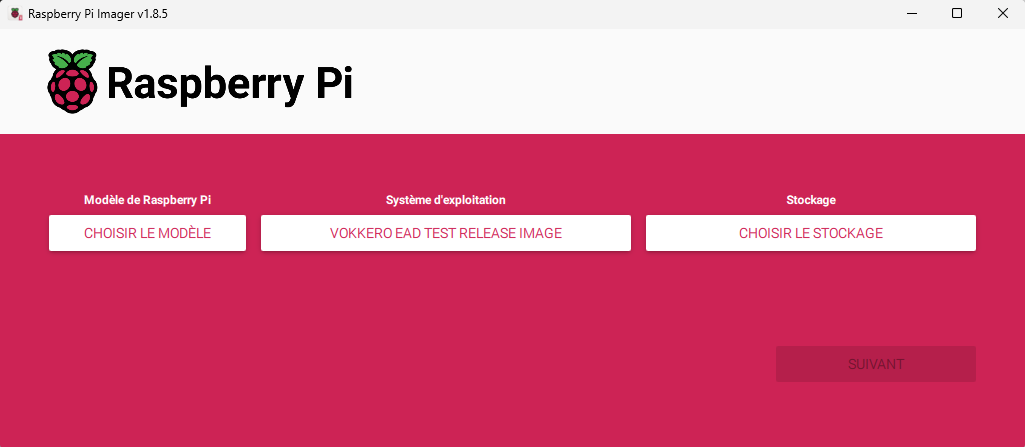 Raspberry Pi Imager v1.8.5
Raspberry Pi
Modèle de Raspberry Pi
Système d'exploitation
Stockage
CHOISIR LE MODÈLE
VOKKERO EAD TEST RELEASE IMAGE
CHOISIR LE STOCKAGE
SUIVANT